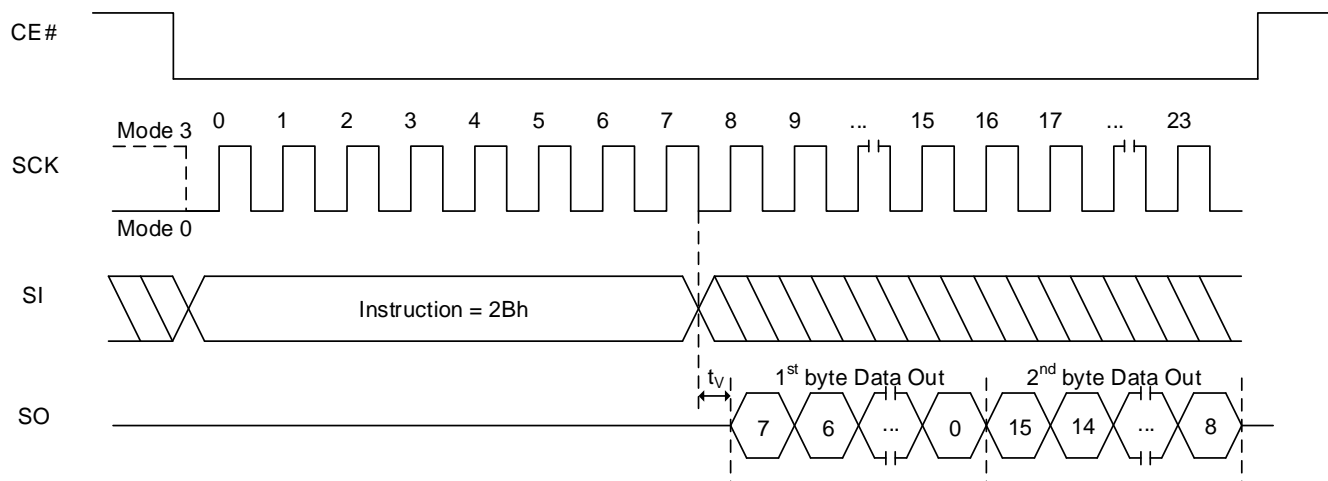 CE#
0 1 2 3 4 5 6 7 8 9 ... 15 16 17 ... 23
Mode 3
SCK
Mode 0
SI
Instruction = 2Bh
tV 1st byte Data Out 2nd byte Data Out
SO
7 6 ... 0 15 14 ... 8